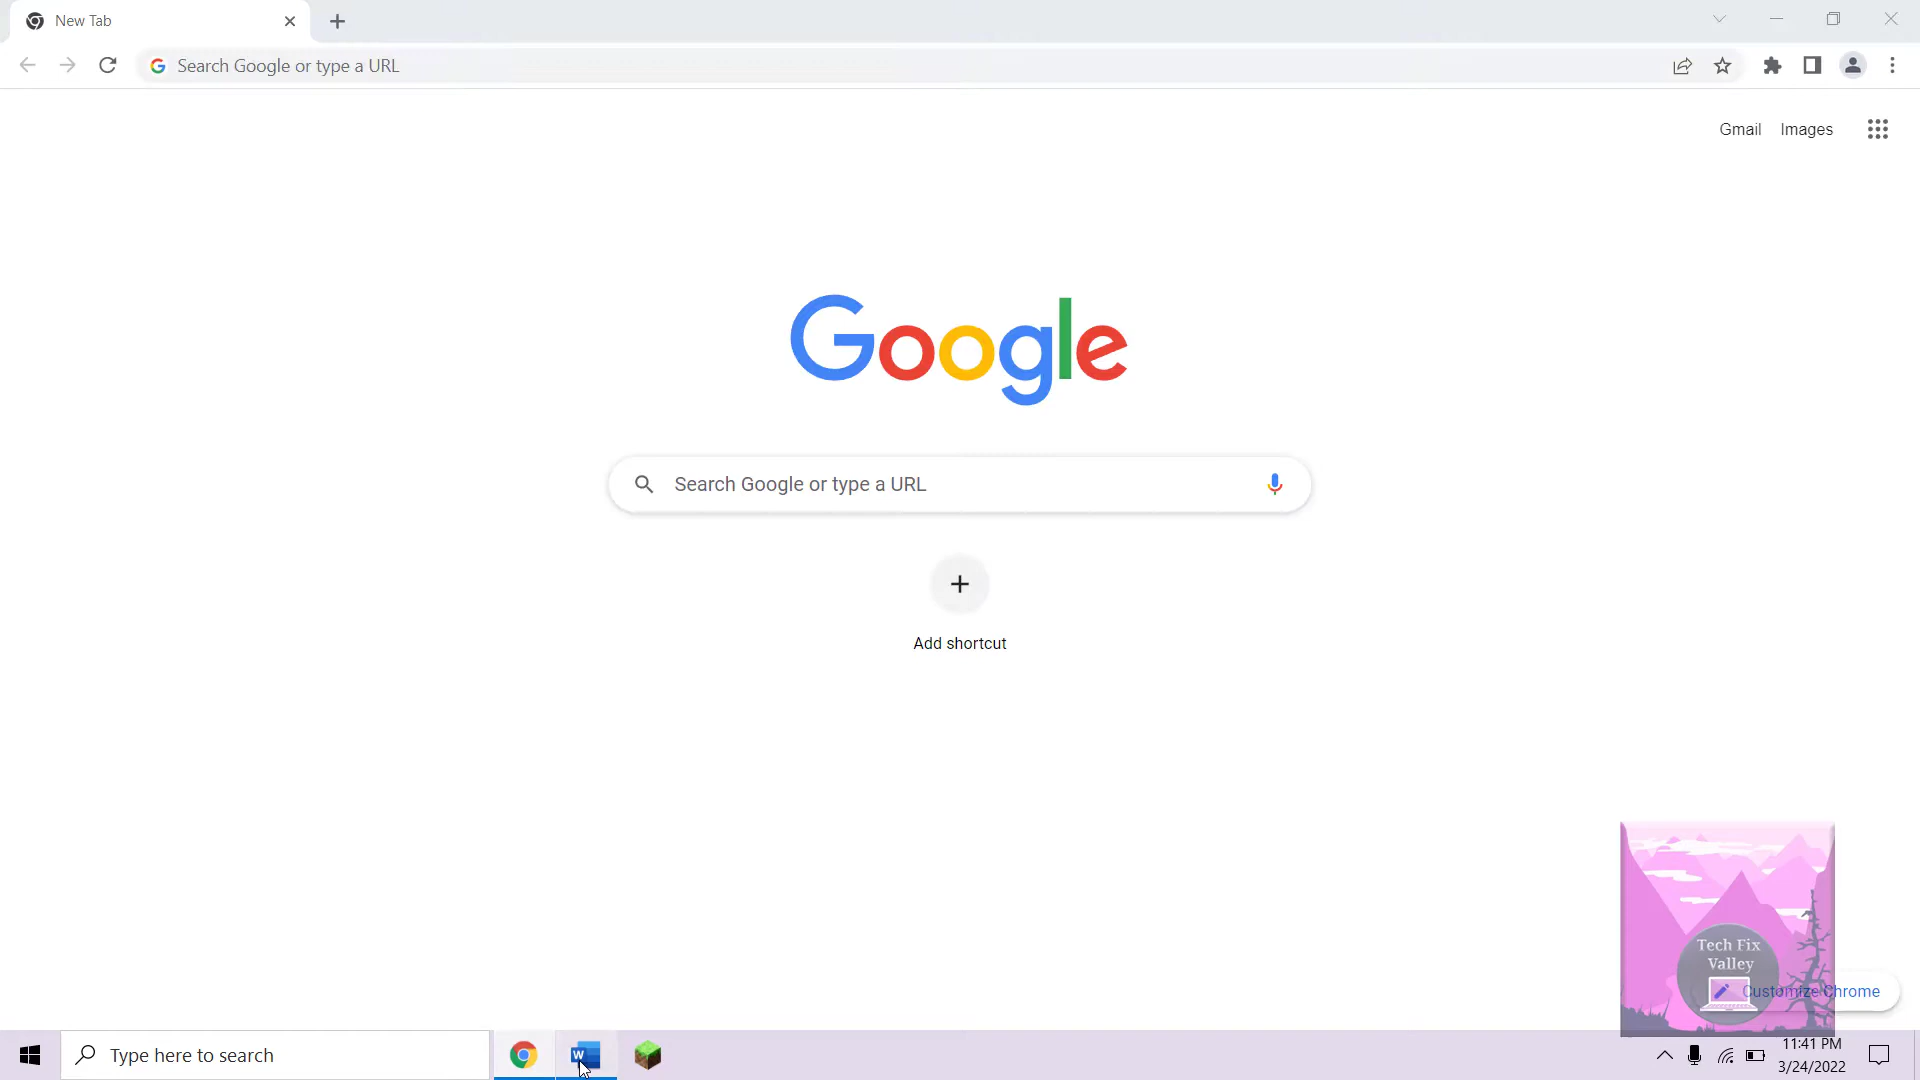 New Tab
Search Google or type a URL
Gmail Images
Google
Search Google or type a URL
Add shortcut
Tech Fix
Valley
Customize Chrome
Type here to search
W
11:41 PM
3/24/2022